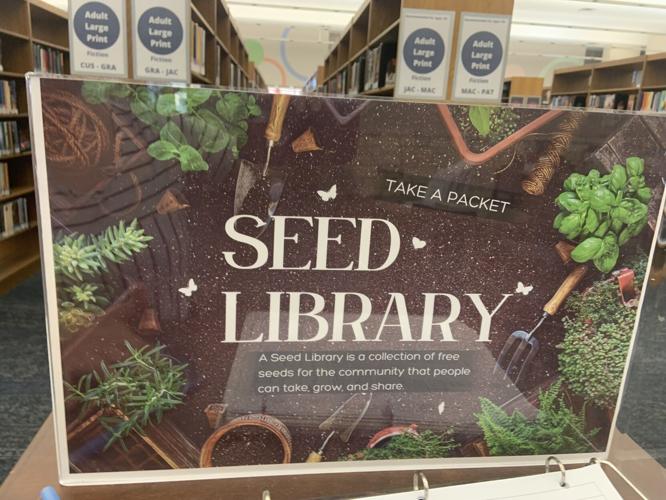 Adult
Large
Print
Fiction
CUS - GRA
Adult
Large
Print
Fiction
GRA - JAC
Adult
Large
Print
Fiction
JAC - MAC
Adult
Large
Print
Fiction
MAC - PAT
TAKE A PACKET
SEED
LIBRARY
A Seed Library is a collection of free
seeds for the community that people
can take, grow, and share.